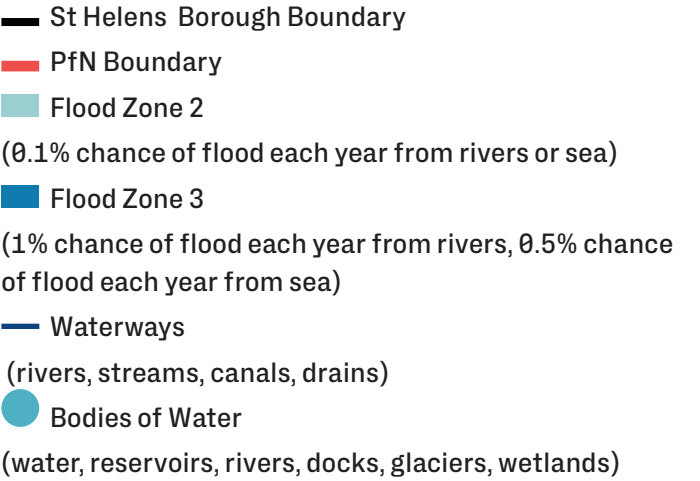 St Helens Borough Boundary
PfN Boundary
Flood Zone 2
(0.1% chance of flood each year from rivers or sea)
Flood Zone 3
(1% chance of flood each year from rivers, 0.5% chance
of flood each year from sea)
Waterways
(rivers, streams, canals, drains)
Bodies of Water
(water, reservoirs, rivers, docks, glaciers, wetlands)